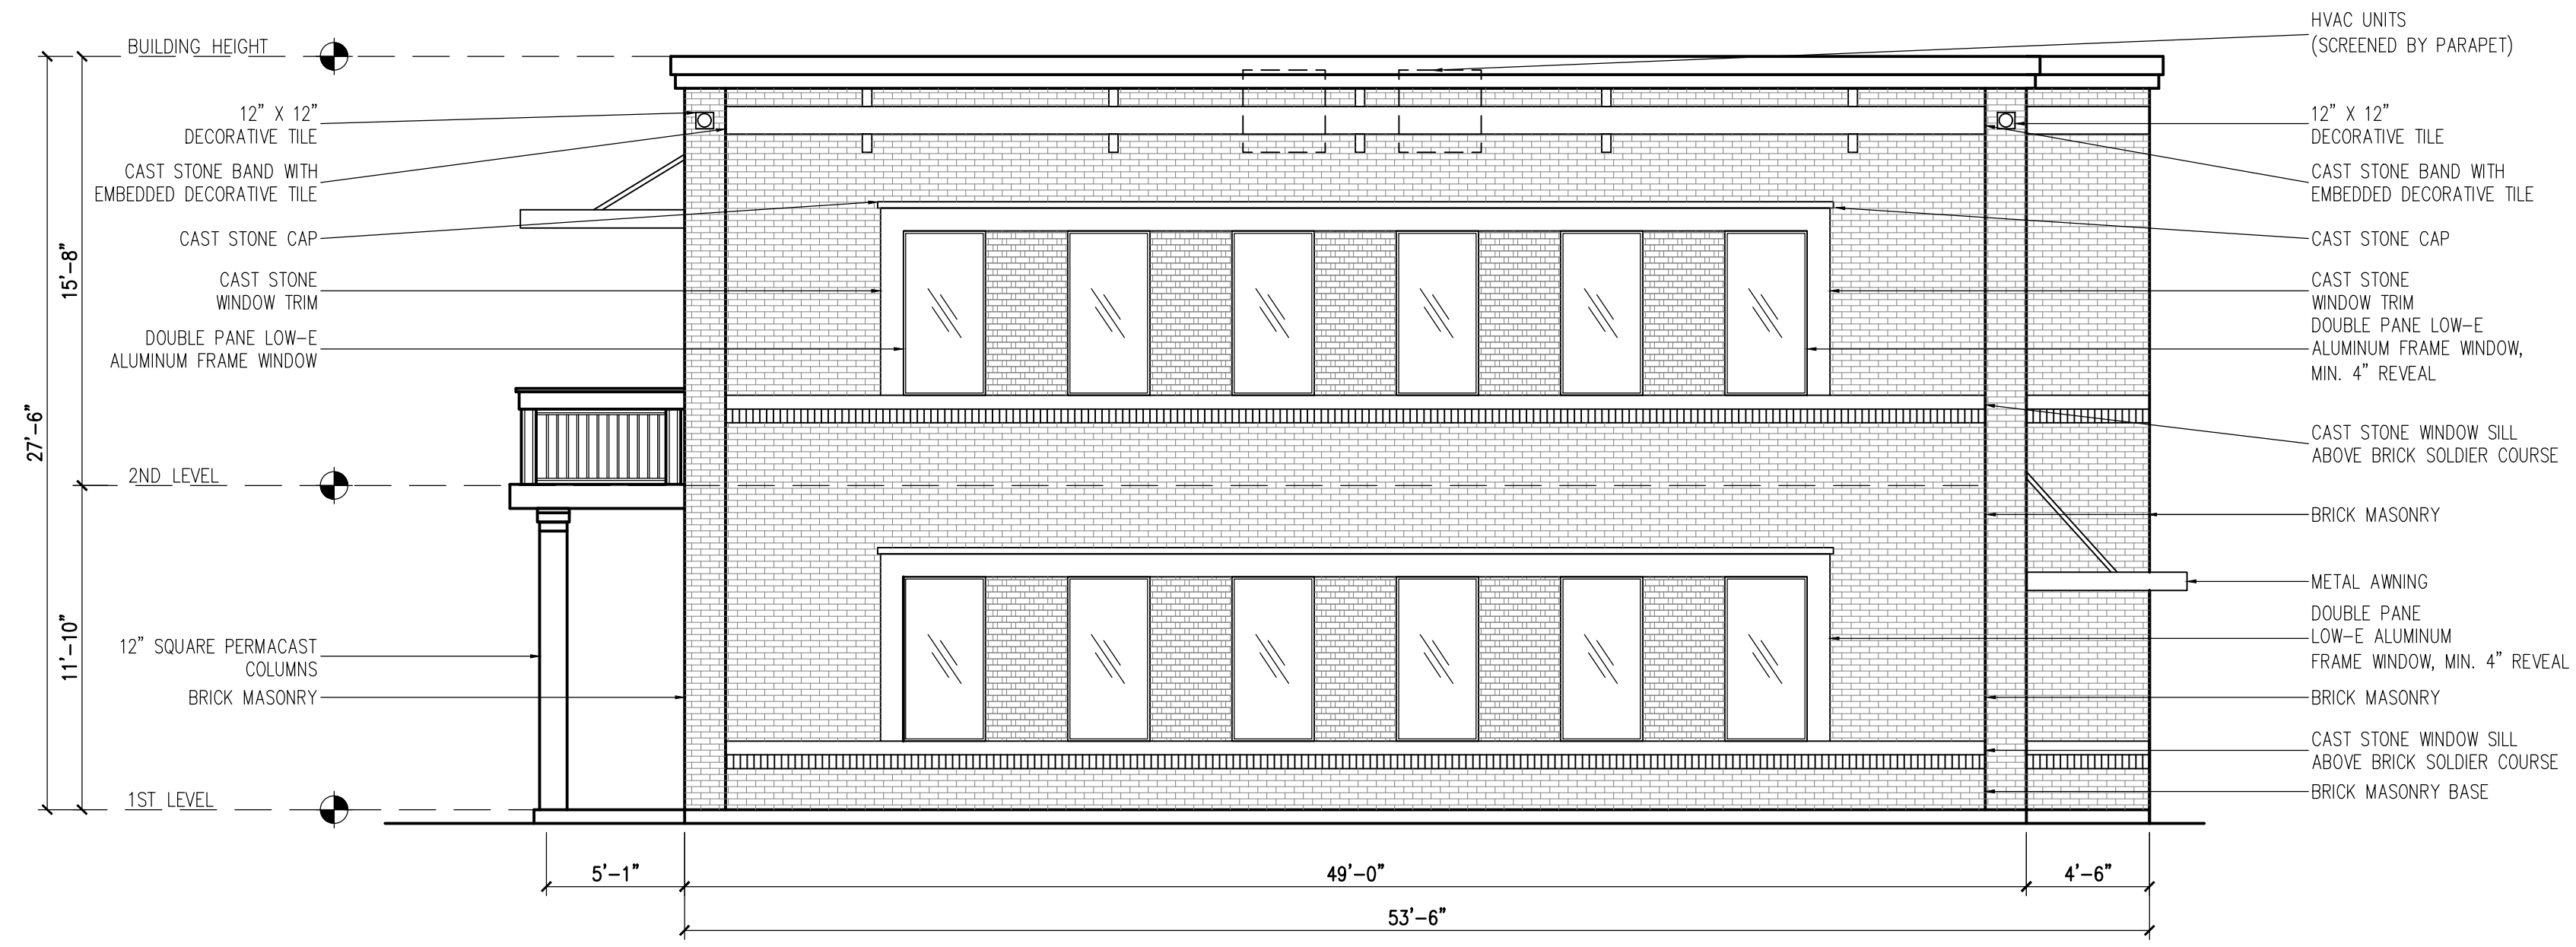 HVAC UNITS
(SCREENED BY PARAPET)
BUILDING HEIGHT
12" X 12"
DECORATIVE TILE
CAST STONE BAND WITH
EMBEDDED DECORATIVE TILE
CAST STONE CAP
CAST STONE
WINDOW TRIM
DOUBLE PANE LOW-E
ALUMINUM FRAME WINDOW
2ND LEVEL
12" SQUARE PERMACAST
COLUMNS
BRICK MASONRY
1ST LEVEL
27'-6"
15'-8"
11'-10"
12" X 12"
DECORATIVE TILE
CAST STONE BAND WITH
EMBEDDED DECORATIVE TILE
CAST STONE CAP
CAST STONE
WINDOW TRIM
DOUBLE PANE LOW-E
ALUMINUM FRAME WINDOW,
MIN. 4" REVEAL
CAST STONE WINDOW SILL
ABOVE BRICK SOLDIER COURSE
BRICK MASONRY
METAL AWNING
DOUBLE PANE
LOW-E ALUMINUM
FRAME WINDOW, MIN. 4" REVEAL
BRICK MASONRY
CAST STONE WINDOW SILL
ABOVE BRICK SOLDIER COURSE
BRICK MASONRY BASE
5'-1"
49'-0"
4'-6"
53'-6"